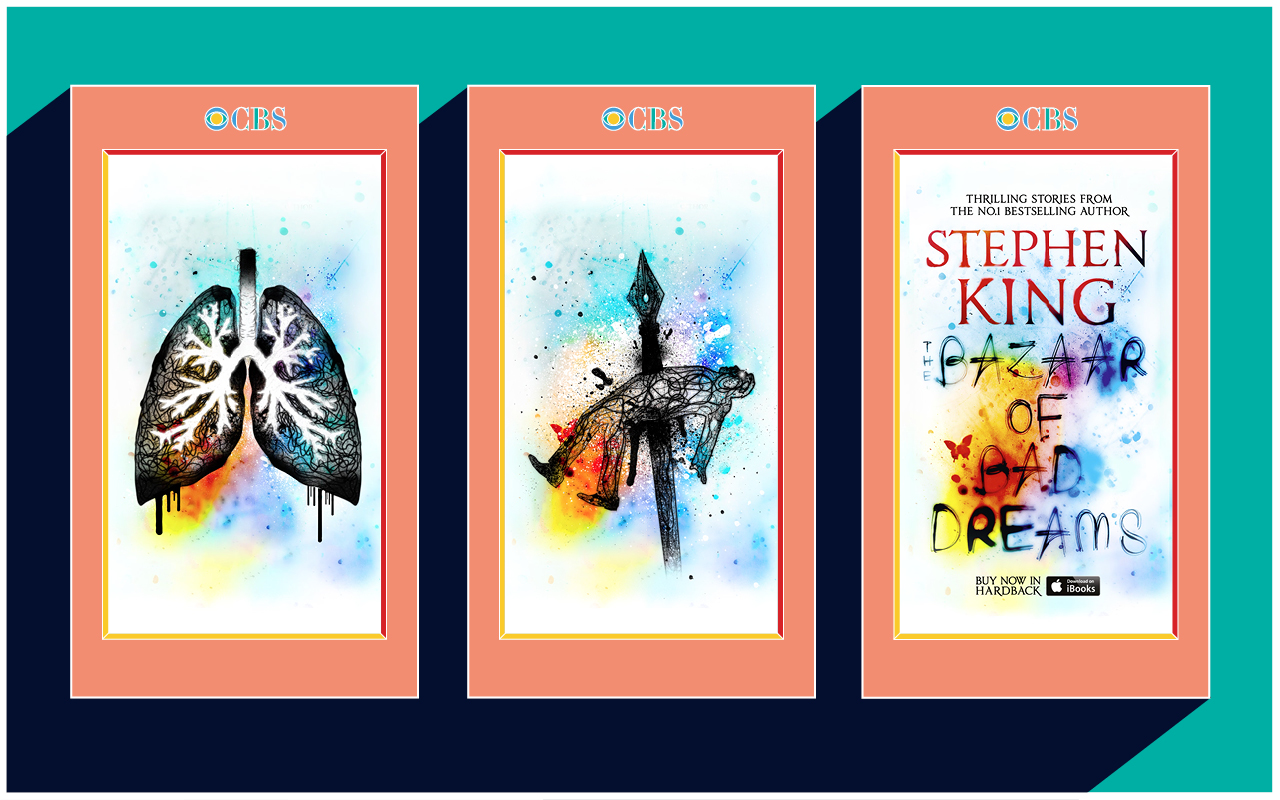 CBS
CBS
CBS
THRILLING STORIES FROM
THE NO.1 BESTSELLING AUTHOR
STEPHEN
KING
THE BAZAAR
OF
BAD
DREAMS
BUY NOW IN
HARDBACK
Download on
iBooks